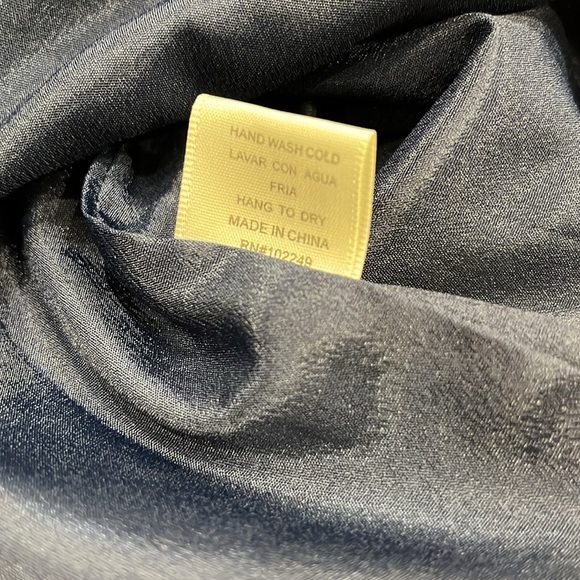 HAND WASH COLD
LAVAR CON AGUA
FRIA
HANG TO DRY
MADE IN CHINA
RN#102249